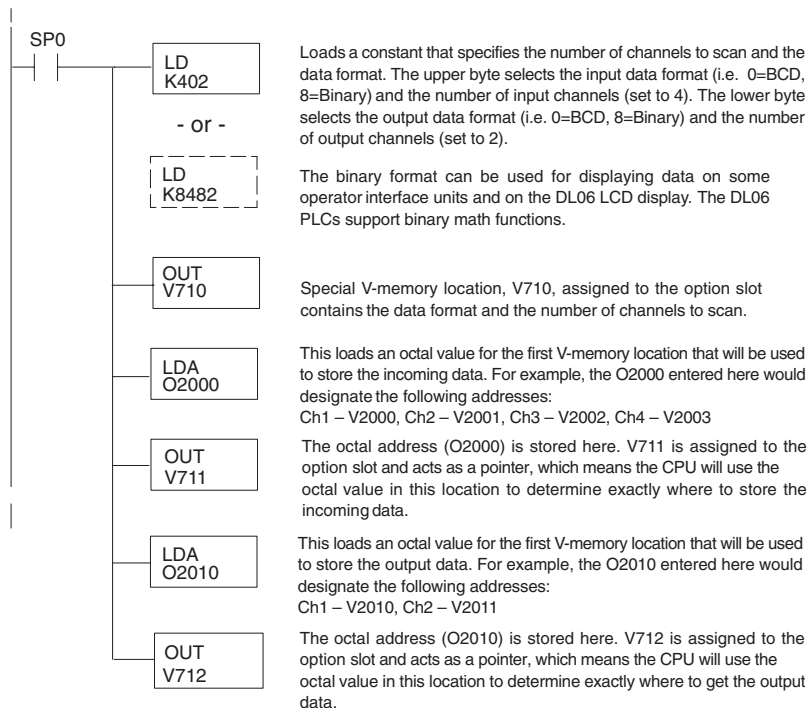 SP0
LD
K402
Loads a constant that specifies the number of channels to scan and the
data format. The upper byte selects the input data format (i.e. 0=BCD,
8=Binary) and the number of input channels (set to 4). The lower byte
selects the output data format (i.e. 0=BCD, 8=Binary) and the number
of output channels (set to 2).
- or -
LD
K8482
The binary format can be used for displaying data on some
operator interface units and on the DL06 LCD display. The DL06
PLCs support binary math functions.
OUT
V710
Special V-memory location, V710, assigned to the option slot
contains the data format and the number of channels to scan.
LDA
O2000
This loads an octal value for the first V-memory location that will be used
to store the incoming data. For example, the O2000 entered here would
designate the following addresses:
Ch1 – V2000, Ch2 – V2001, Ch3 – V2002, Ch4 – V2003
OUT
V711
The octal address (O2000) is stored here. V711 is assigned to the
option slot and acts as a pointer, which means the CPU will use the
octal value in this location to determine exactly where to store the
incoming data.
LDA
O2010
This loads an octal value for the first V-memory location that will be used
to store the output data. For example, the O2010 entered here would
designate the following addresses:
Ch1 – V2010, Ch2 – V2011
OUT
V712
The octal address (O2010) is stored here. V712 is assigned to the
option slot and acts as a pointer, which means the CPU will use the
octal value in this location to determine exactly where to get the output
data.